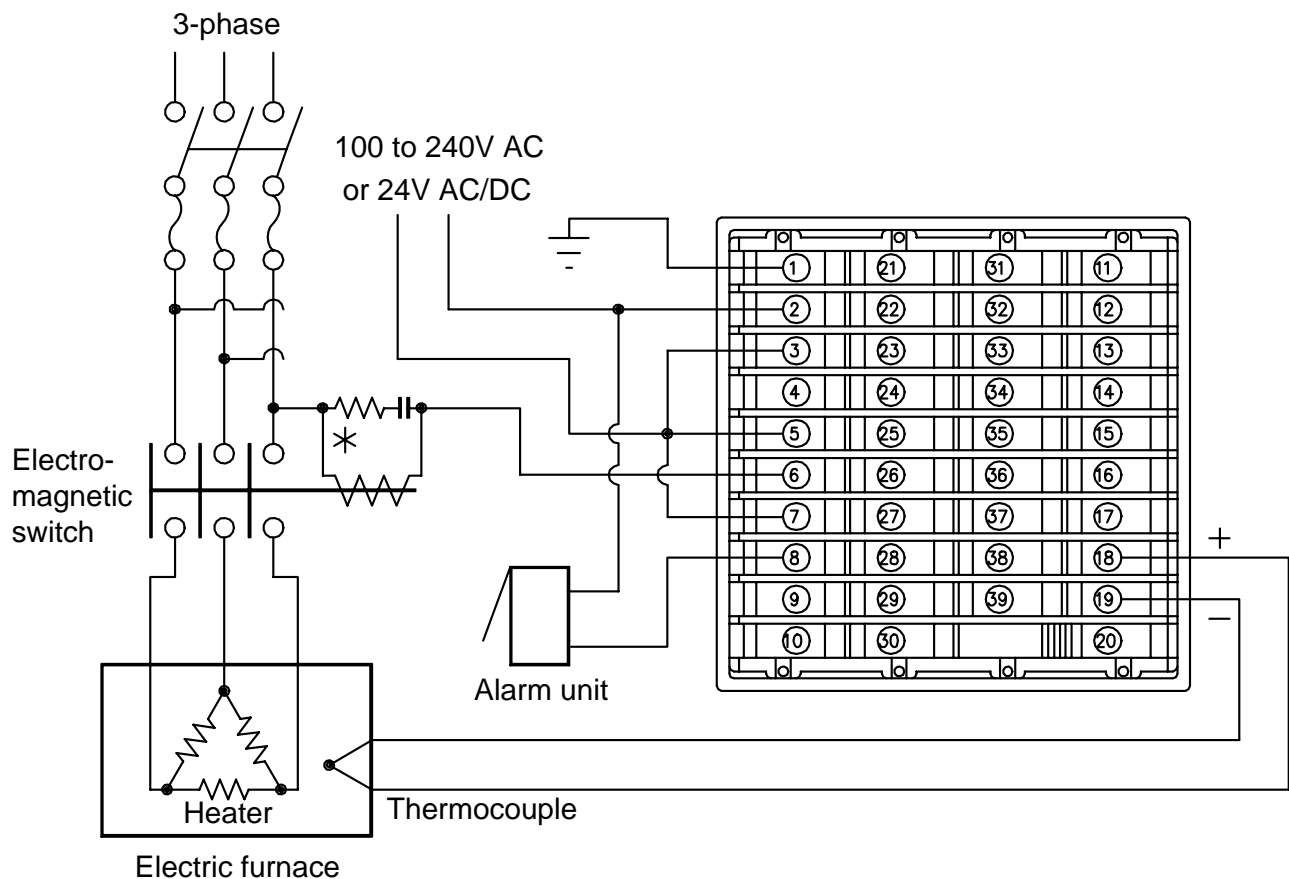 3-phase
100 to 240V AC
or 24V AC/DC
Electro-
magnetic
switch
1 21 31 11
2 22 32 12
3 23 33 13
4 24 34 14
5 25 35 15
6 26 36 16
7 27 37 17
8 28 38 18 +
9 29 39 19 −
10 30 20
Alarm unit
Heater
Thermocouple
Electric furnace